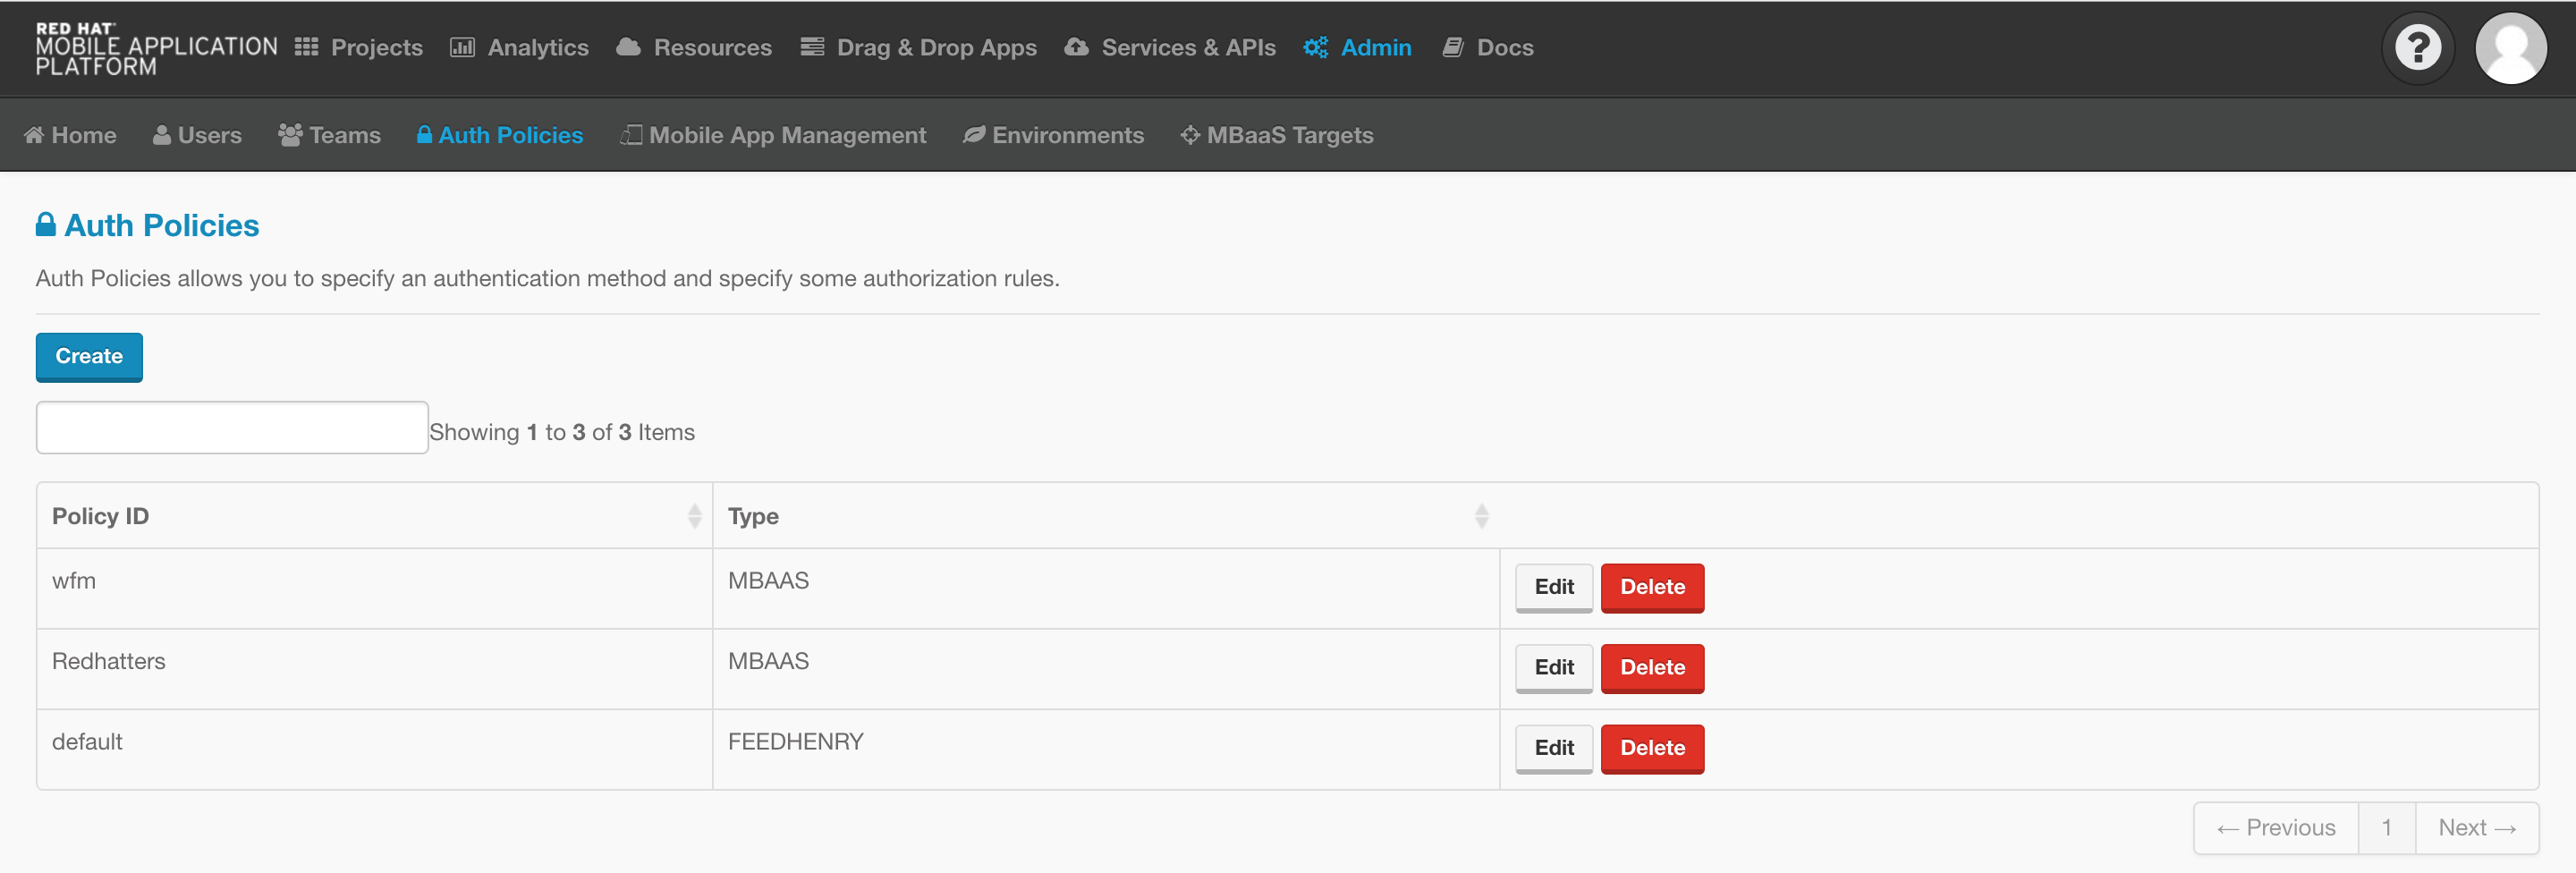 RED HAT
MOBILE APPLICATION
PLATFORM
Projects Analytics Resources Drag & Drop Apps Services & APIs Admin Docs
?
Home Users Teams Auth Policies Mobile App Management Environments MBaaS Targets
Auth Policies
Auth Policies allows you to specify an authentication method and specify some authorization rules.
Create
Showing 1 to 3 of 3 Items
Policy ID Type
wfm MBAAS Edit Delete
Redhatters MBAAS Edit Delete
default FEEDHENRY Edit Delete
← Previous 1 Next →